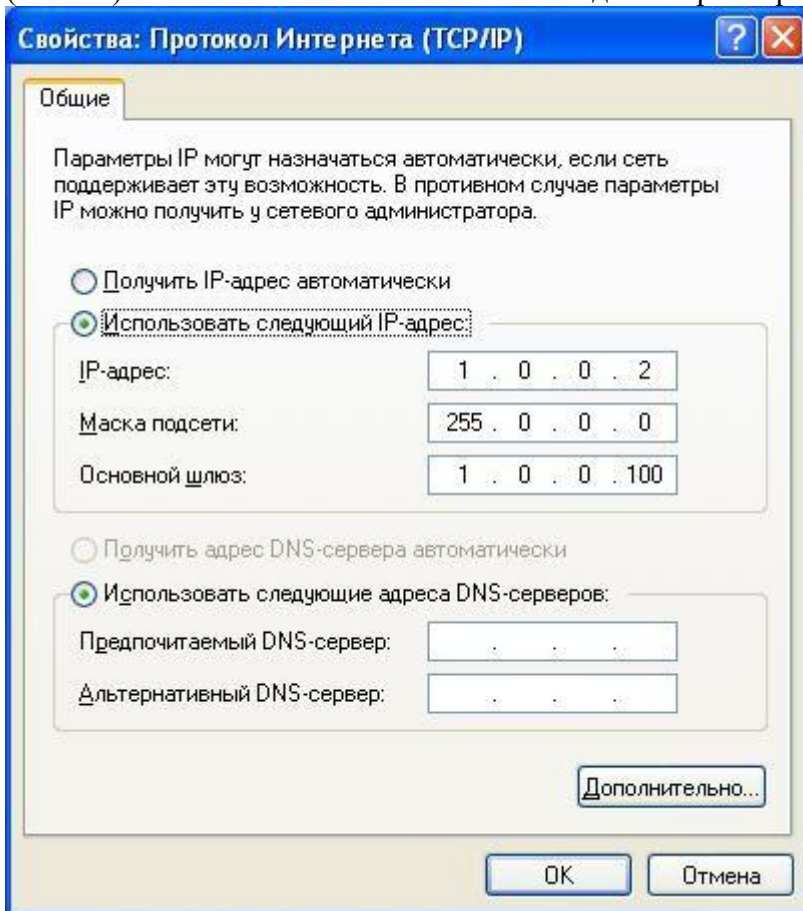 Свойства: Протокол Интернета (TCP/IP)
Общие
Параметры IP могут назначаться автоматически, если сеть
поддерживает эту возможность. В противном случае параметры
IP можно получить у сетевого администратора.
Получить IP-адрес автоматически
Использовать следующий IP-адрес:
IP-адрес: 1 . 0 . 0 . 2
Маска подсети: 255 . 0 . 0 . 0
Основной шлюз: 1 . 0 . 0 . 100
Получить адрес DNS-сервера автоматически
Использовать следующие адреса DNS-серверов:
Предпочитаемый DNS-сервер: . . .
Альтернативный DNS-сервер: . . .
Дополнительно...
OK Отмена